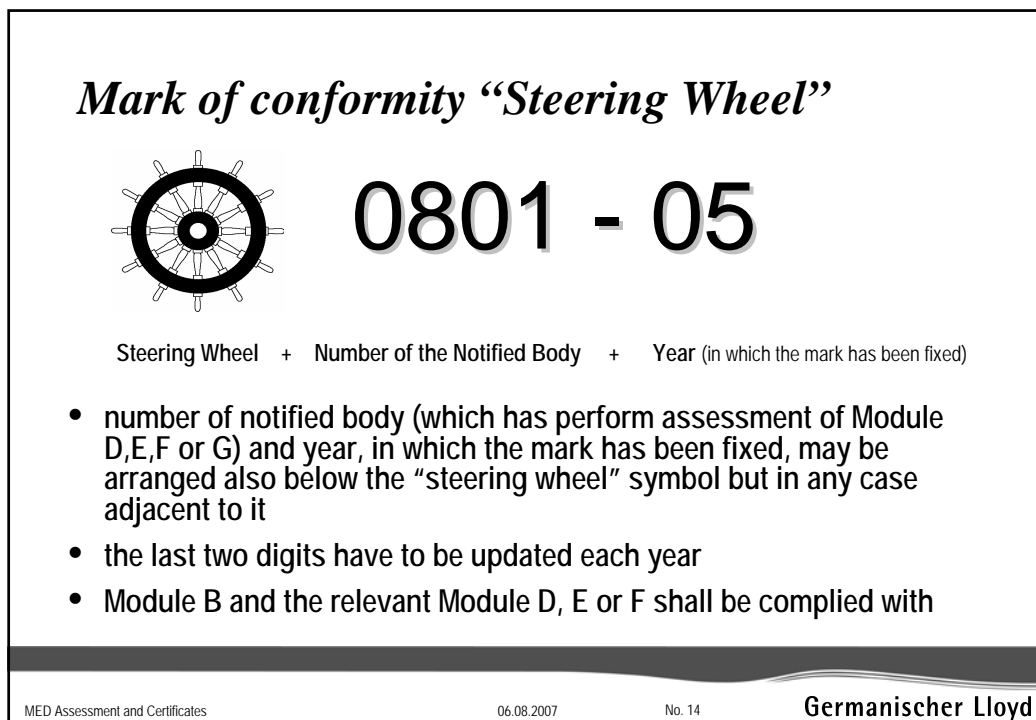 Mark of conformity “Steering Wheel”
0801 - 05
Steering Wheel + Number of the Notified Body + Year (in which the mark has been fixed)
• number of notified body (which has perform assessment of Module
D,E,F or G) and year, in which the mark has been fixed, may be
arranged also below the “steering wheel” symbol but in any case
adjacent to it
• the last two digits have to be updated each year
• Module B and the relevant Module D, E or F shall be complied with
MED Assessment and Certificates 06.08.2007 No. 14 Germanischer Lloyd